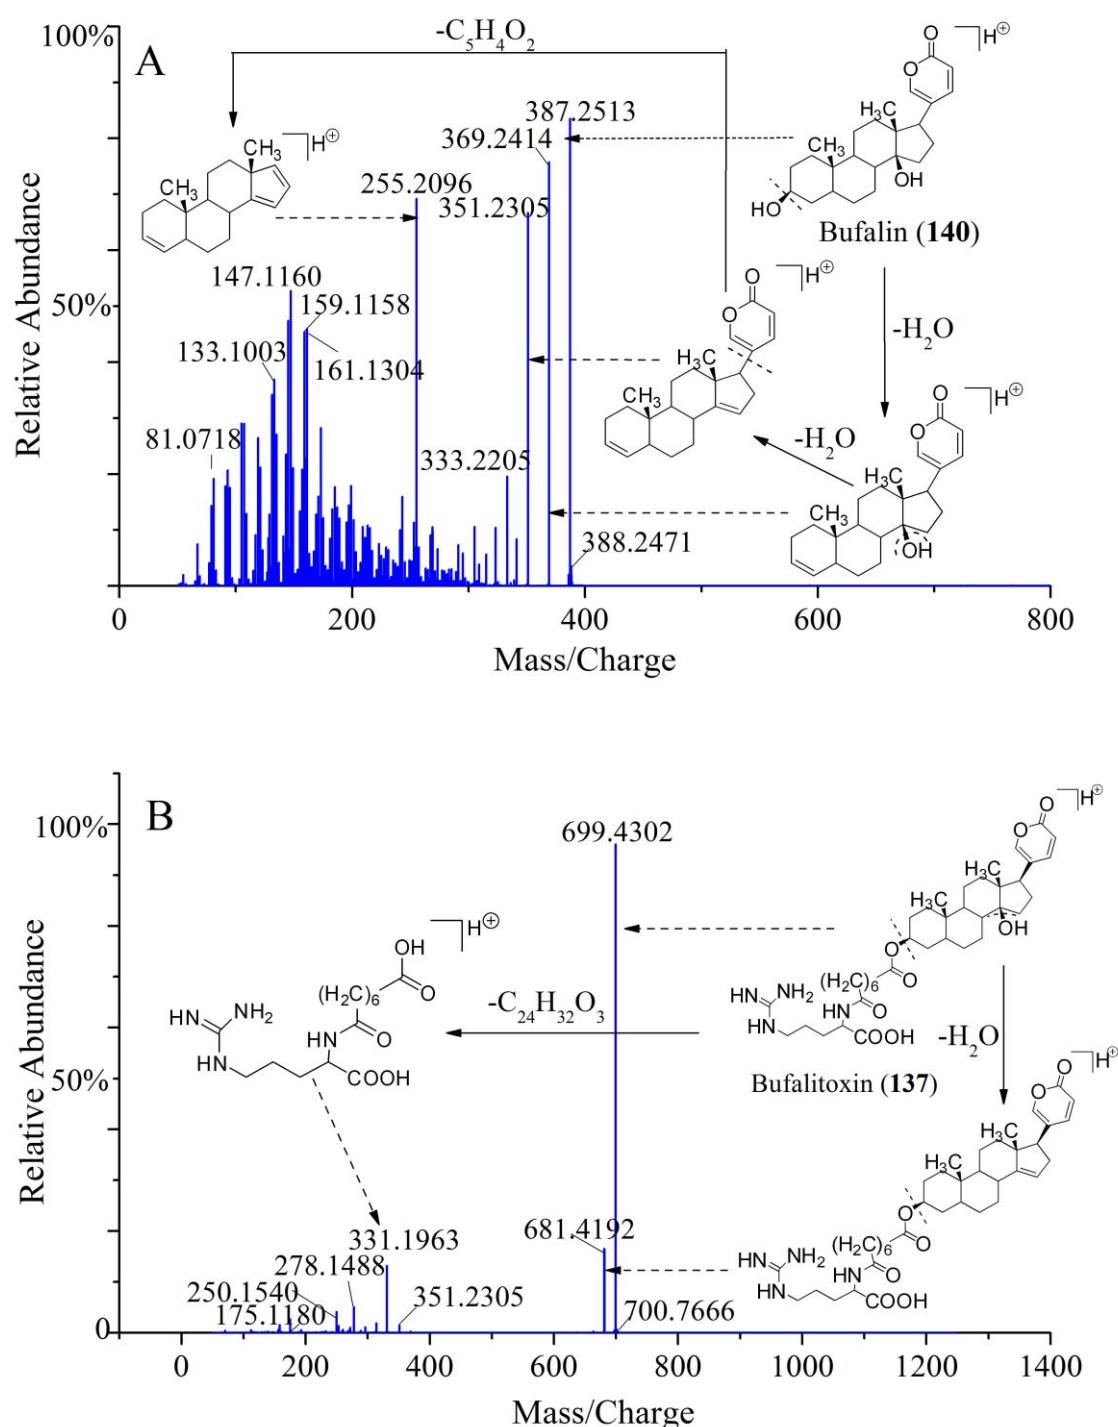 A
-C5H4O2
100%
50%
0
Relative Abundance
387.2513
369.2414
255.2096
351.2305
147.1160
159.1158
133.1003
161.1304
81.0718
333.2205
388.2471
CH3
CH3
H⊕
O
O
H⊕
H3C
CH3
OH
HO
Bufalin (140)
-H2O
O
O
H⊕
H3C
CH3
-H2O
O
O
H⊕
H3C
CH3
OH
0 200 400 600 800
Mass/Charge
B
100%
50%
0
Relative Abundance
699.4302
681.4192
331.1963
278.1488
250.1540
351.2305
175.1180
700.7666
H⊕
OH
O
(H2C)6
O
HN
NH2
HN
HN
COOH
-C24H32O3
O
O
H⊕
H3C
H3C
OH
O
O
(H2C)6
O
HN
NH2
HN
HN
COOH
Bufalitoxin (137)
-H2O
O
O
H⊕
H3C
H3C
O
O
(H2C)6
O
HN
NH2
HN
HN
COOH
0 200 400 600 800 1000 1200 1400
Mass/Charge